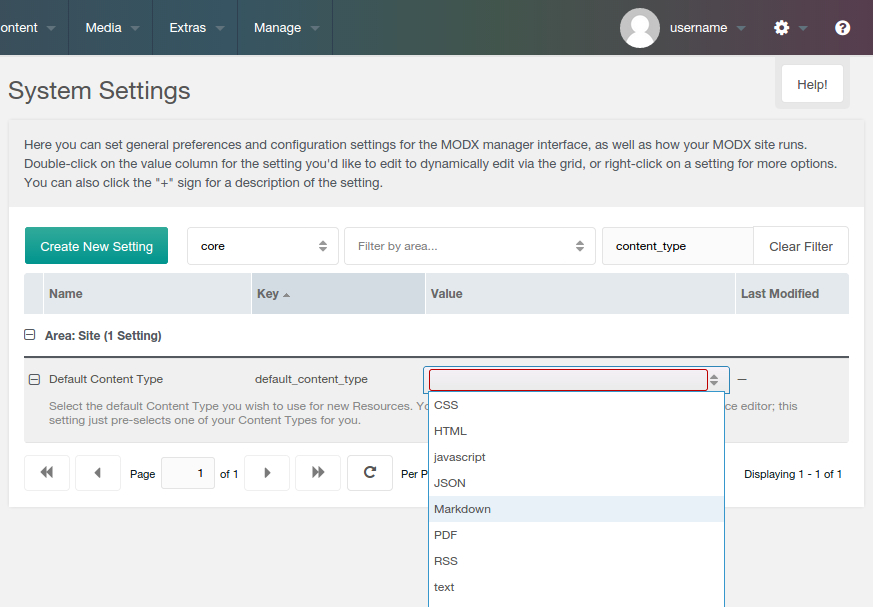 ontent Media Extras Manage username
System Settings
Help!
Here you can set general preferences and configuration settings for the MODX manager interface, as well as how your MODX site runs.
Double-click on the value column for the setting you'd like to edit to dynamically edit via the grid, or right-click on a setting for more options.
You can also click the "+" sign for a description of the setting.
Create New Setting core Filter by area... content_type Clear Filter
Name Key Value Last Modified
Area: Site (1 Setting)
Default Content Type default_content_type —
Select the default Content Type you wish to use for new Resources. ce editor; this
setting just pre-selects one of your Content Types for you.
CSS
HTML
javascript
JSON
Markdown
PDF
RSS
text
Page 1 of 1 Per P Displaying 1 - 1 of 1